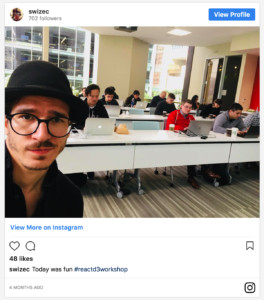 swizec
703 followers
View Profile
View More on Instagram
48 likes
swizec Today was fun #reactd3workshop
4 MONTHS AGO